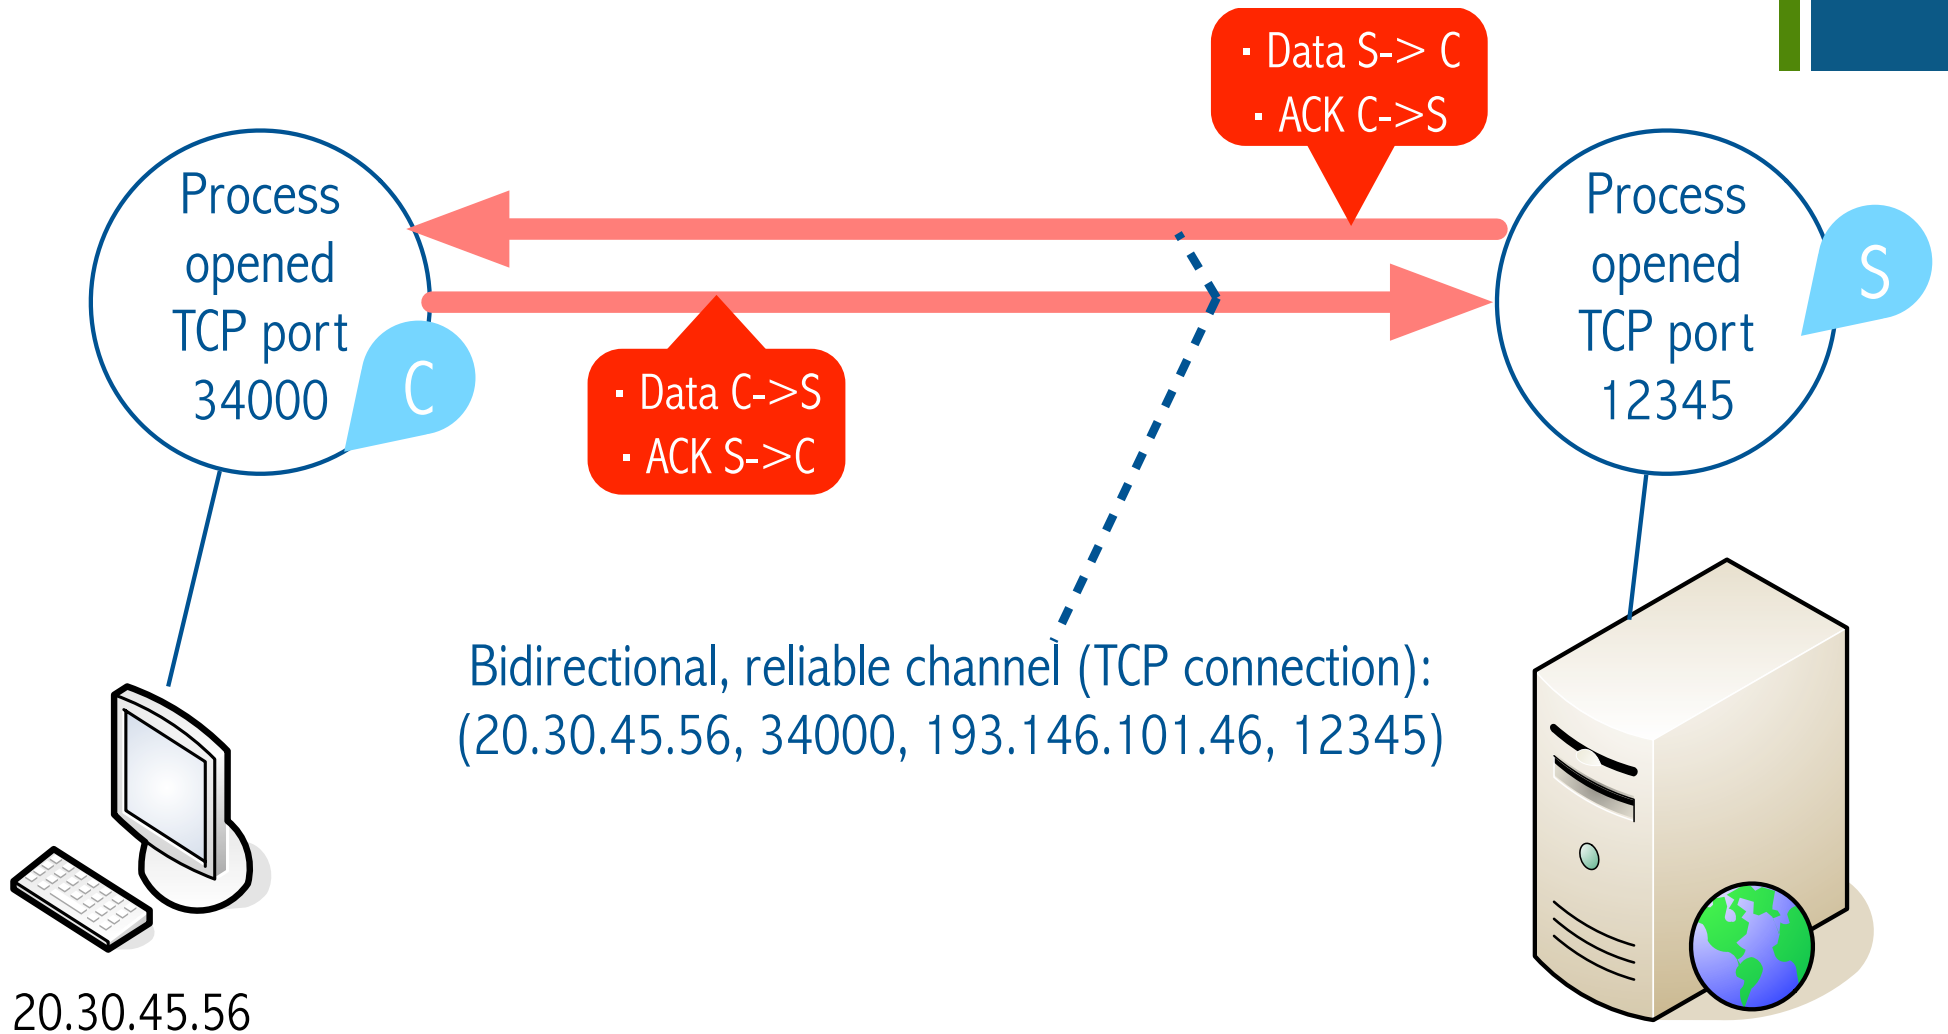 ▪ Data S-> C
▪ ACK C->S
Process
opened
TCP port
34000
C
Process
opened
TCP port
12345
S
▪ Data C->S
▪ ACK S->C
Bidirectional, reliable channel (TCP connection):
(20.30.45.56, 34000, 193.146.101.46, 12345)
20.30.45.56